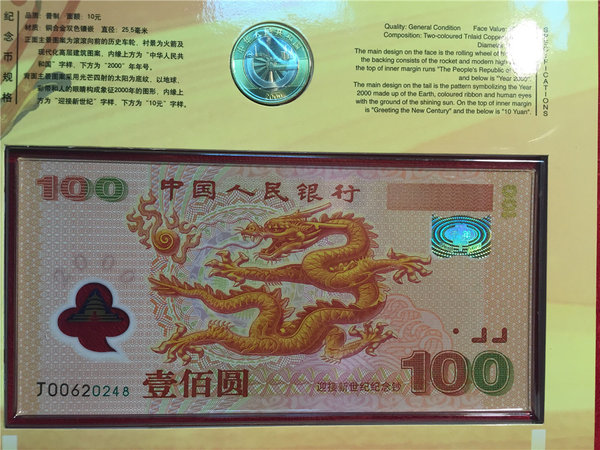 纪念币规格
品质：普制 面额：10元
材质：铜合金双色镶嵌 直径：25.5毫米
正面主景图案为滚滚向前的历史年轮，衬景为火箭及
现代化高层建筑图案，内缘上方为“中华人民共和
国”字样，下方为“2000”年年号。
背面主景图案采用光芒四射的太阳为底纹，以地球、
彩带和人的眼睛构成象征2000年的图形，内缘上
方为“迎接新世纪”字样，下方为“10元”字样。
2000
Quality: General Condition Face Value:
Composition: Two-coloured Trilaid Copper
Diameter
The main design on the face is the rolling wheel of
the backing consists of the rocket and modern high
the top of inner margin runs "The People's Republic of
and below is "Year 2000".
The main design on the tail is the pattern symbolizing the Year
2000 made up of the Earth, coloured ribbon and human eyes
with the ground of the shining sun. On the top of inner margin
is "Greeting the New Century" and the below is "10 Yuan".
SPECIFICATIONS
100
中国人民银行
2000
J00620248
壹佰圆
迎接新世纪纪念钞
100